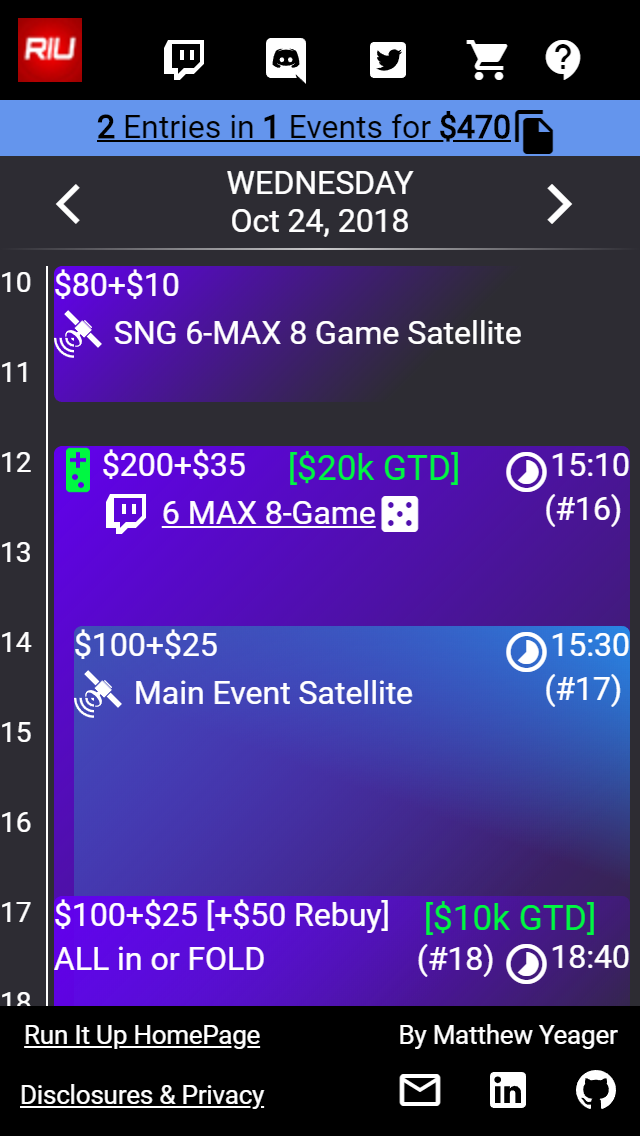 RIU
2 Entries in 1 Events for $470
WEDNESDAY
Oct 24, 2018
10
$80+$10
SNG 6-MAX 8 Game Satellite
11
12
$200+$35 [$20k GTD] 15:10
6 MAX 8-Game (#16)
13
14
$100+$25 15:30
Main Event Satellite (#17)
15
16
17
$100+$25 [+$50 Rebuy] [$10k GTD]
ALL in or FOLD (#18) 18:40
18
Run It Up HomePage By Matthew Yeager
Disclosures & Privacy